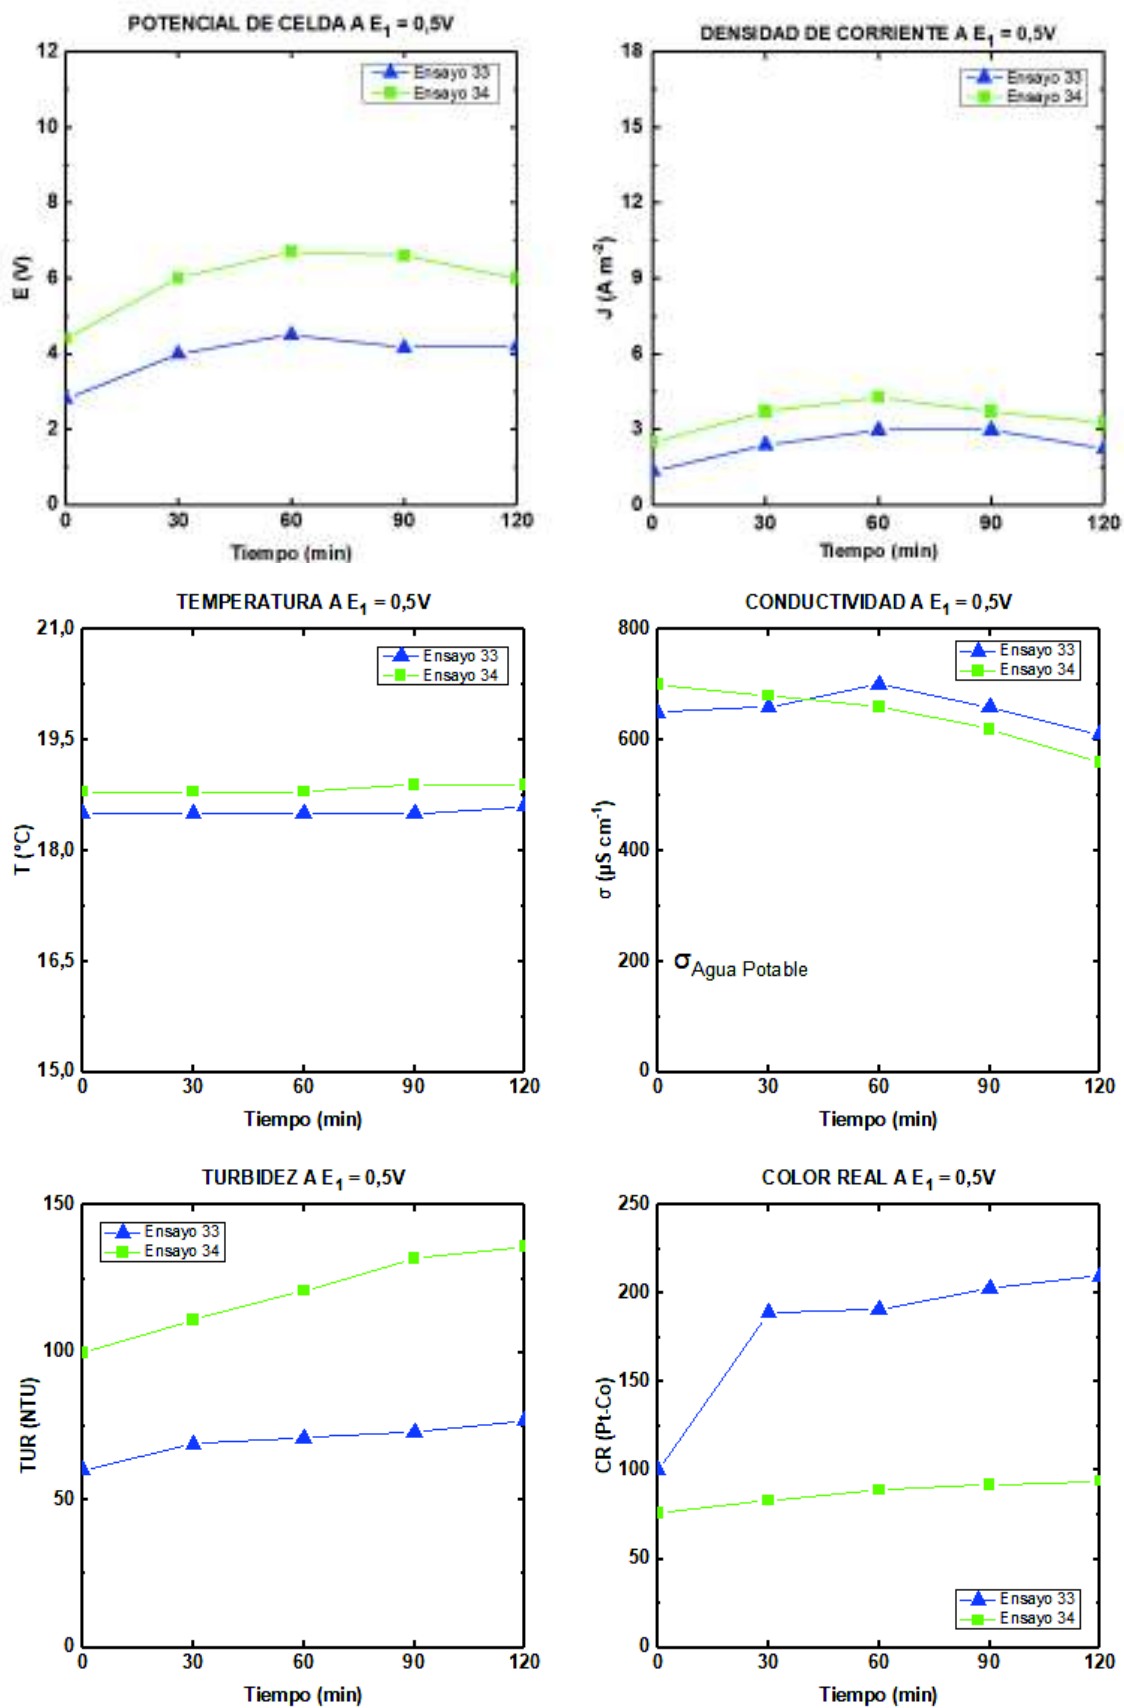 POTENCIAL DE CELDA A E1 = 0,5V
12
10
8
6
4
2
0
E (V)
Ensayo 33
Ensayo 34
0 30 60 90 120
Tiempo (min)
DENSIDAD DE CORRIENTE A E1 = 0,5V
18
15
12
9
6
3
0
J (A m-2)
Ensayo 33
Ensayo 34
0 30 60 90 120
Tiempo (min)
TEMPERATURA A E1 = 0,5V
21,0
19,5
18,0
16,5
15,0
T (°C)
Ensayo 33
Ensayo 34
0 30 60 90 120
Tiempo (min)
CONDUCTIVIDAD A E1 = 0,5V
800
600
400
200
0
σ (µS cm-1)
Ensayo 33
Ensayo 34
σAgua Potable
0 30 60 90 120
Tiempo (min)
TURBIDEZ A E1 = 0,5V
150
100
50
0
TUR (NTU)
Ensayo 33
Ensayo 34
0 30 60 90 120
Tiempo (min)
COLOR REAL A E1 = 0,5V
250
200
150
100
50
0
CR (Pt-Co)
Ensayo 33
Ensayo 34
0 30 60 90 120
Tiempo (min)